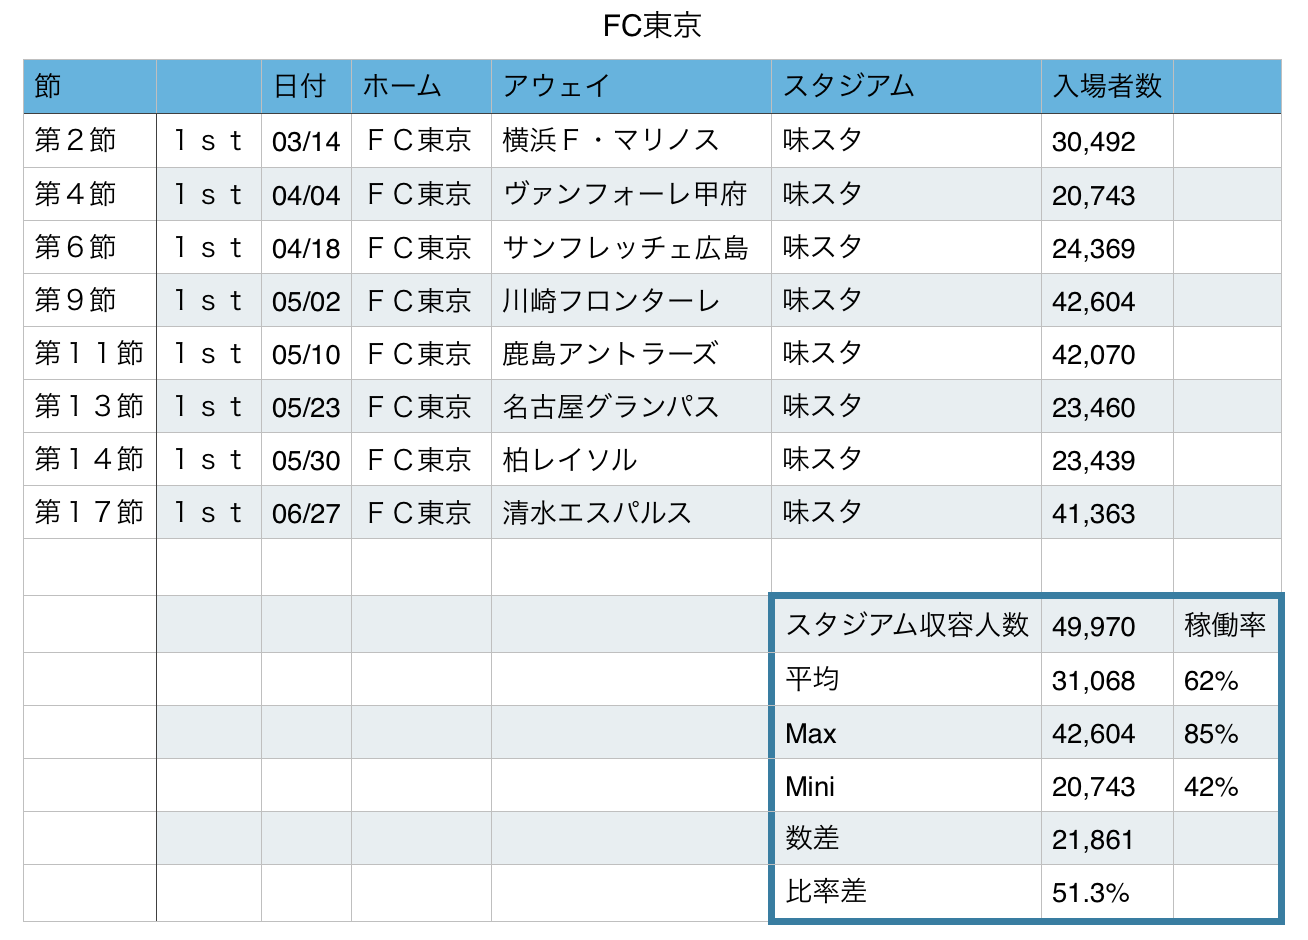 FC東京
節 日付 ホーム アウェイ スタジアム 入場者数
第２節 １ｓｔ 03/14 ＦＣ東京 横浜Ｆ・マリノス 味スタ 30,492
第４節 １ｓｔ 04/04 ＦＣ東京 ヴァンフォーレ甲府 味スタ 20,743
第６節 １ｓｔ 04/18 ＦＣ東京 サンフレッチェ広島 味スタ 24,369
第９節 １ｓｔ 05/02 ＦＣ東京 川崎フロンターレ 味スタ 42,604
第１１節 １ｓｔ 05/10 ＦＣ東京 鹿島アントラーズ 味スタ 42,070
第１３節 １ｓｔ 05/23 ＦＣ東京 名古屋グランパス 味スタ 23,460
第１４節 １ｓｔ 05/30 ＦＣ東京 柏レイソル 味スタ 23,439
第１７節 １ｓｔ 06/27 ＦＣ東京 清水エスパルス 味スタ 41,363
スタジアム収容人数 49,970 稼働率
平均 31,068 62%
Max 42,604 85%
Mini 20,743 42%
数差 21,861
比率差 51.3%